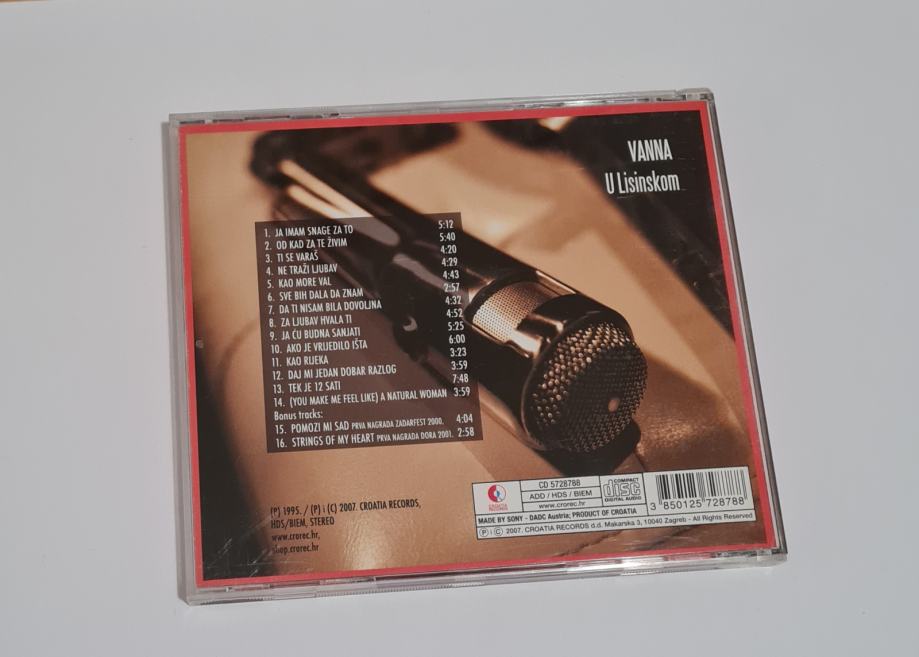 VANNA
U Lisinskom
1. JA IMAM SNAGE ZA TO 5:12
2. OD KAD ZA TE ŽIVIM 5:40
3. TI SE VARAŠ 4:20
4. NE TRAŽI LJUBAV 4:29
5. KAO MORE VAL 4:43
6. SVE BIH DALA DA ZNAM 2:57
7. DA TI NISAM BILA DOVOLJNA 4:32
8. ZA LJUBAV HVALA TI 4:52
9. JA ĆU BUDNA SANJATI 5:25
10. AKO JE VRIJEDILO IŠTA 6:00
11. KAO RIJEKA 3:23
12. DAJ MI JEDAN DOBAR RAZLOG 3:59
13. TEK JE 12 SATI 7:48
14. (YOU MAKE ME FEEL LIKE) A NATURAL WOMAN 3:59
Bonus tracks:
15. POMOZI MI SAD PRVA NAGRADA ZADARFEST 2000. 4:04
16. STRINGS OF MY HEART PRVA NAGRADA DORA 2001. 2:58
(P) 1995. / (P) i (C) 2007. CROATIA RECORDS,
HDS/BIEM, STEREO
www.crorec.hr,
shop.crorec.hr
CROATIA RECORDS
CD 5728788
ADD / HDS / BIEM
www.crorec.hr
COMPACT
disc
DIGITAL AUDIO
3 850125 728788
MADE BY SONY - DADC Austria; PRODUCT OF CROATIA
(P) i (C) 2007. CROATIA RECORDS d.d. Makarska 3, 10040 Zagreb - All Rights Reserved